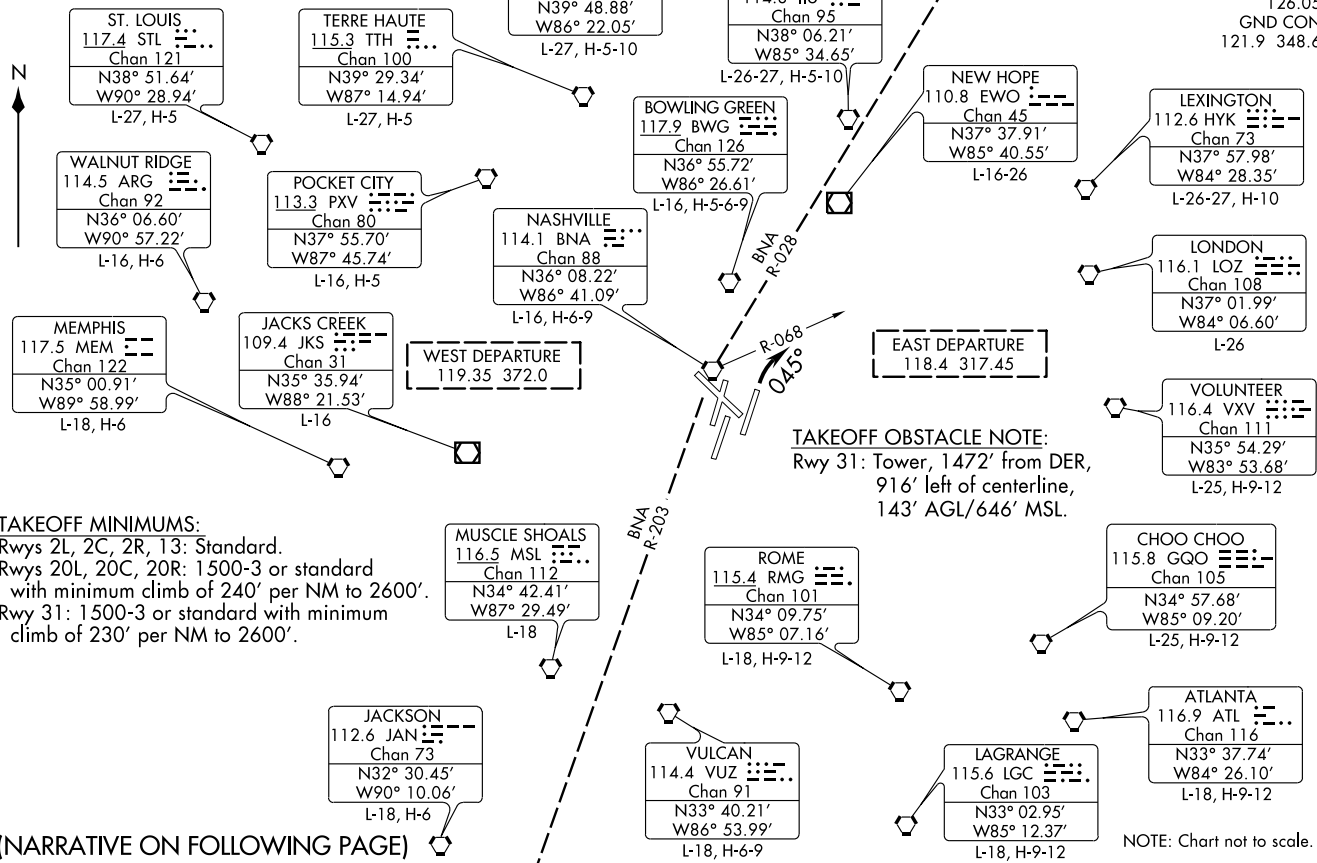 N39° 48.88′
W86° 22.05′
L-27, H-5-10
Chan 95
N38° 06.21′
W85° 34.65′
L-26-27, H-5-10
126.05
GND CON
121.9 348.6
ST. LOUIS
117.4 STL
Chan 121
N38° 51.64′
W90° 28.94′
L-27, H-5
TERRE HAUTE
115.3 TTH
Chan 100
N39° 29.34′
W87° 14.94′
L-27, H-5
N
NEW HOPE
110.8 EWO
Chan 45
N37° 37.91′
W85° 40.55′
L-16-26
LEXINGTON
112.6 HYK
Chan 73
N37° 57.98′
W84° 28.35′
L-26-27, H-10
BOWLING GREEN
117.9 BWG
Chan 126
N36° 55.72′
W86° 26.61′
L-16, H-5-6-9
WALNUT RIDGE
114.5 ARG
Chan 92
N36° 06.60′
W90° 57.22′
L-16, H-6
POCKET CITY
113.3 PXV
Chan 80
N37° 55.70′
W87° 45.74′
L-16, H-5
NASHVILLE
114.1 BNA
Chan 88
N36° 08.22′
W86° 41.09′
L-16, H-6-9
BNA
R-028
LONDON
116.1 LOZ
Chan 108
N37° 01.99′
W84° 06.60′
L-26
MEMPHIS
117.5 MEM
Chan 122
N35° 00.91′
W89° 58.99′
L-18, H-6
JACKS CREEK
109.4 JKS
Chan 31
N35° 35.94′
W88° 21.53′
L-16
WEST DEPARTURE
119.35 372.0
R-068
045°
EAST DEPARTURE
118.4 317.45
VOLUNTEER
116.4 VXV
Chan 111
N35° 54.29′
W83° 53.68′
L-25, H-9-12
TAKEOFF OBSTACLE NOTE:
Rwy 31: Tower, 1472′ from DER,
916′ left of centerline,
143′ AGL/646′ MSL.
BNA
R-203
TAKEOFF MINIMUMS:
Rwys 2L, 2C, 2R, 13: Standard.
Rwys 20L, 20C, 20R: 1500-3 or standard
with minimum climb of 240′ per NM to 2600′.
Rwy 31: 1500-3 or standard with minimum
climb of 230′ per NM to 2600′.
MUSCLE SHOALS
116.5 MSL
Chan 112
N34° 42.41′
W87° 29.49′
L-18
ROME
115.4 RMG
Chan 101
N34° 09.75′
W85° 07.16′
L-18, H-9-12
CHOO CHOO
115.8 GQO
Chan 105
N34° 57.68′
W85° 09.20′
L-25, H-9-12
JACKSON
112.6 JAN
Chan 73
N32° 30.45′
W90° 10.06′
L-18, H-6
VULCAN
114.4 VUZ
Chan 91
N33° 40.21′
W86° 53.99′
L-18, H-6-9
LAGRANGE
115.6 LGC
Chan 103
N33° 02.95′
W85° 12.37′
L-18, H-9-12
ATLANTA
116.9 ATL
Chan 116
N33° 37.74′
W84° 26.10′
L-18, H-9-12
(NARRATIVE ON FOLLOWING PAGE)
NOTE: Chart not to scale.